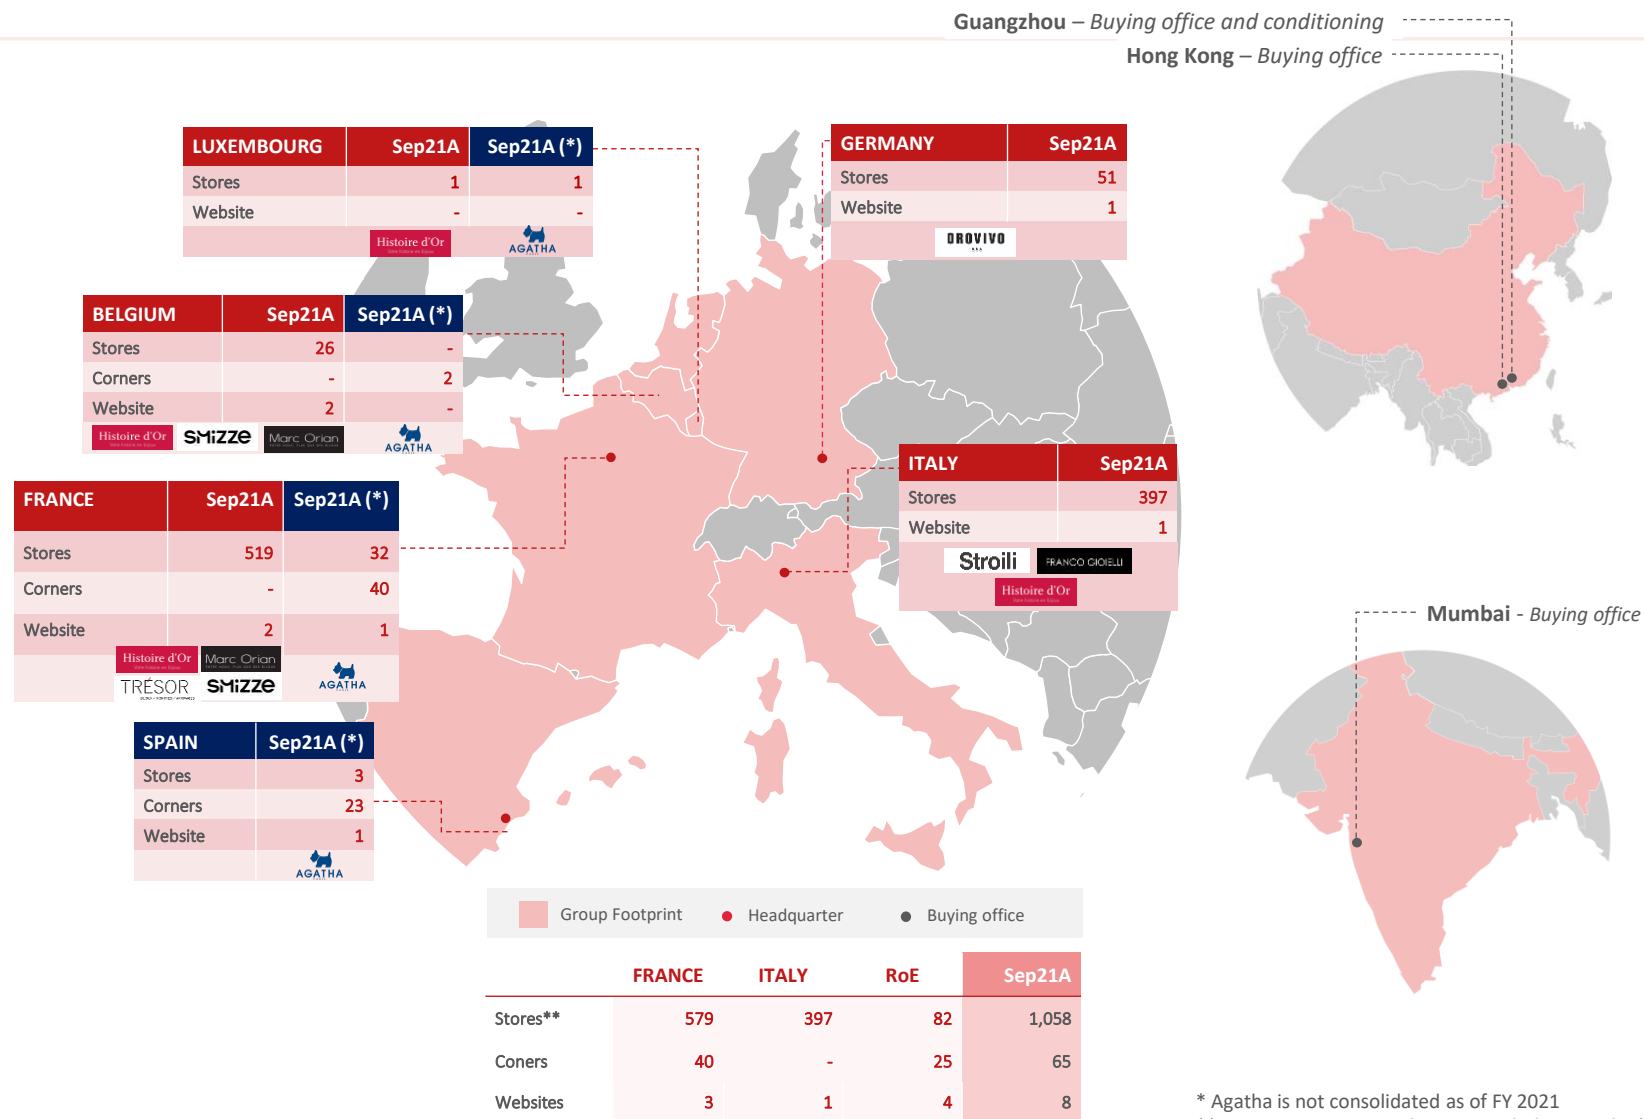 Guangzhou – Buying office and conditioning
Hong Kong – Buying office
LUXEMBOURG Sep21A Sep21A (*)
Stores 1 1
Website - -
Histoire d'Or AGATHA
GERMANY Sep21A
Stores 51
Website 1
OROVIVO
BELGIUM Sep21A Sep21A (*)
Stores 26 -
Corners - 2
Website 2 -
Histoire d'Or SMIZZE Marc Orian AGATHA
ITALY Sep21A
Stores 397
Website 1
Stroili FRANCO GIOIELLI
Histoire d'Or
FRANCE Sep21A Sep21A (*)
Stores 519 32
Corners - 40
Website 2 1
Histoire d'Or Marc Orian
TRÉSOR SMIZZE AGATHA
Mumbai - Buying office
SPAIN Sep21A (*)
Stores 3
Corners 23
Website 1
AGATHA
Group Footprint Headquarter Buying office
FRANCE ITALY RoE Sep21A
Stores** 579 397 82 1,058
Coners 40 - 25 65
Websites 3 1 4 8
* Agatha is not consolidated as of FY 2021